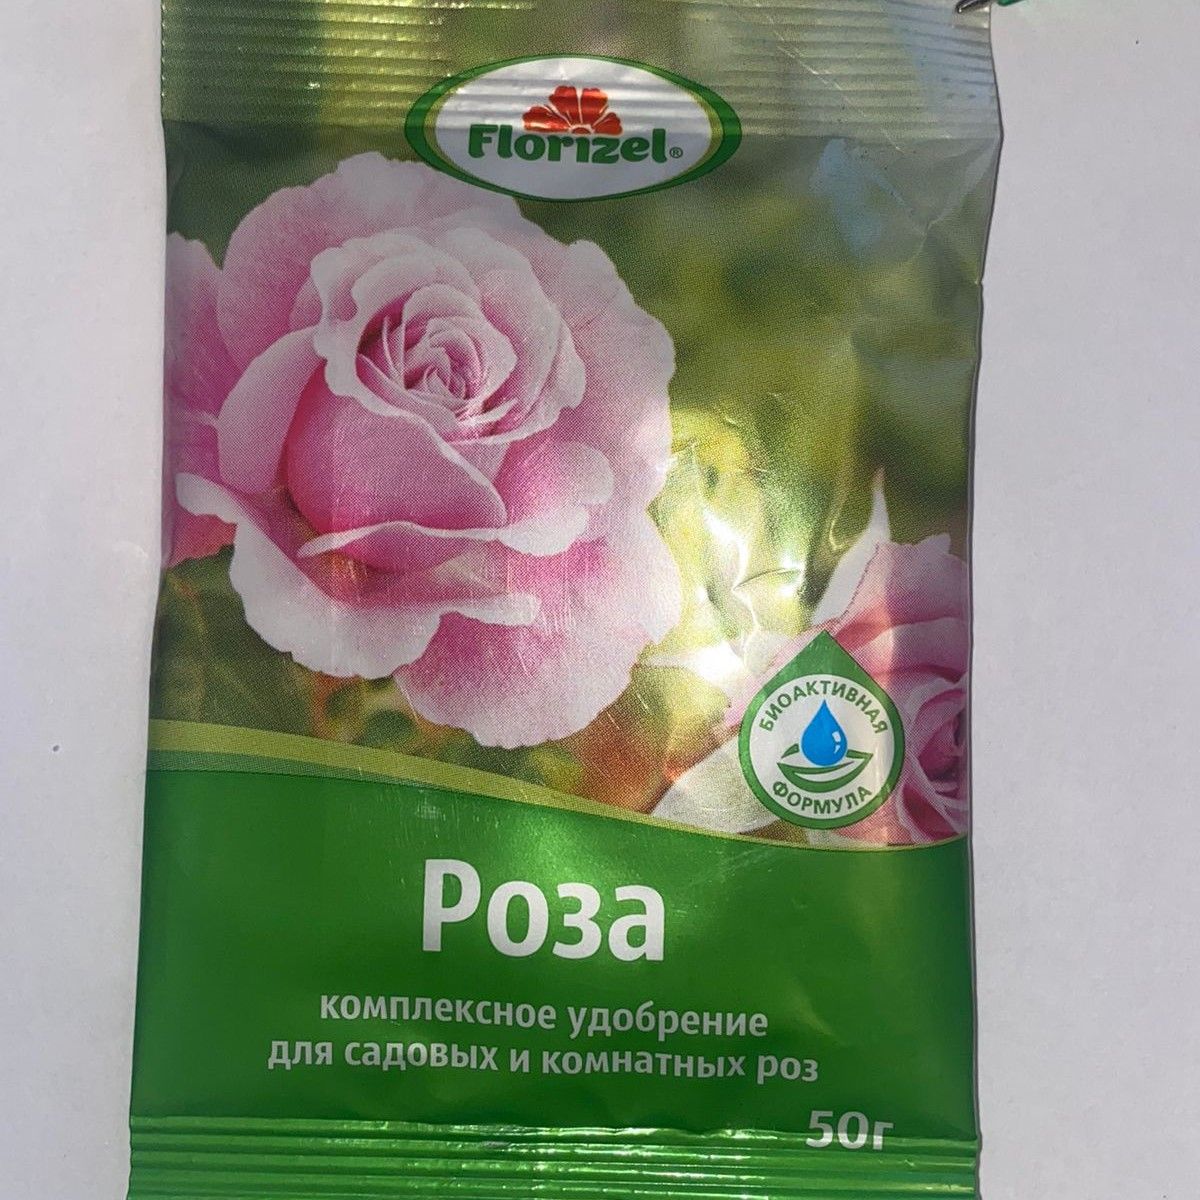 Florizel®
БИОАКТИВНАЯ
ФОРМУЛА
Роза
комплексное удобрение
для садовых и комнатных роз
50г